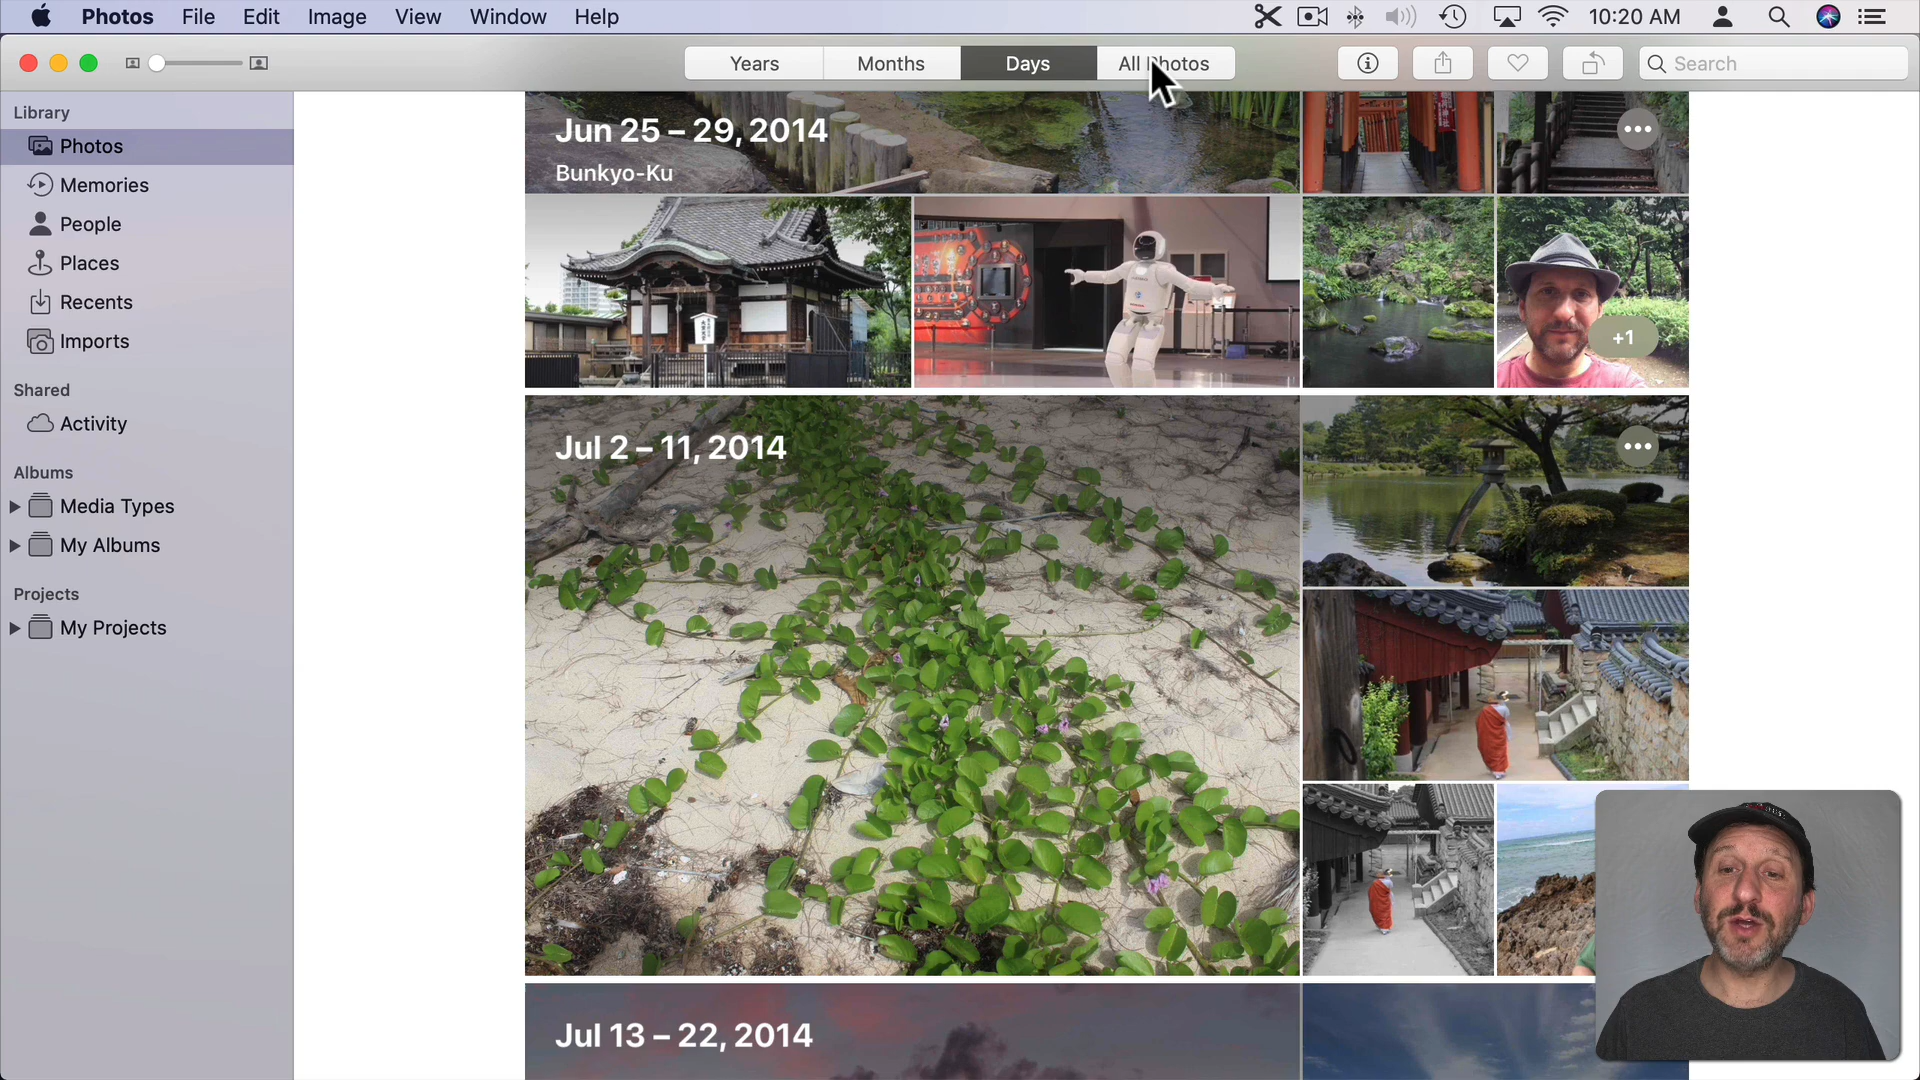 Photos File Edit Image View Window Help 10:20 AM
Years Months Days All Photos Search
Library
Photos
Memories
People
Places
Recents
Imports
Shared
Activity
Albums
Media Types
My Albums
Projects
My Projects
Jun 25 – 29, 2014
Bunkyo-Ku
+1
Jul 2 – 11, 2014
Jul 13 – 22, 2014